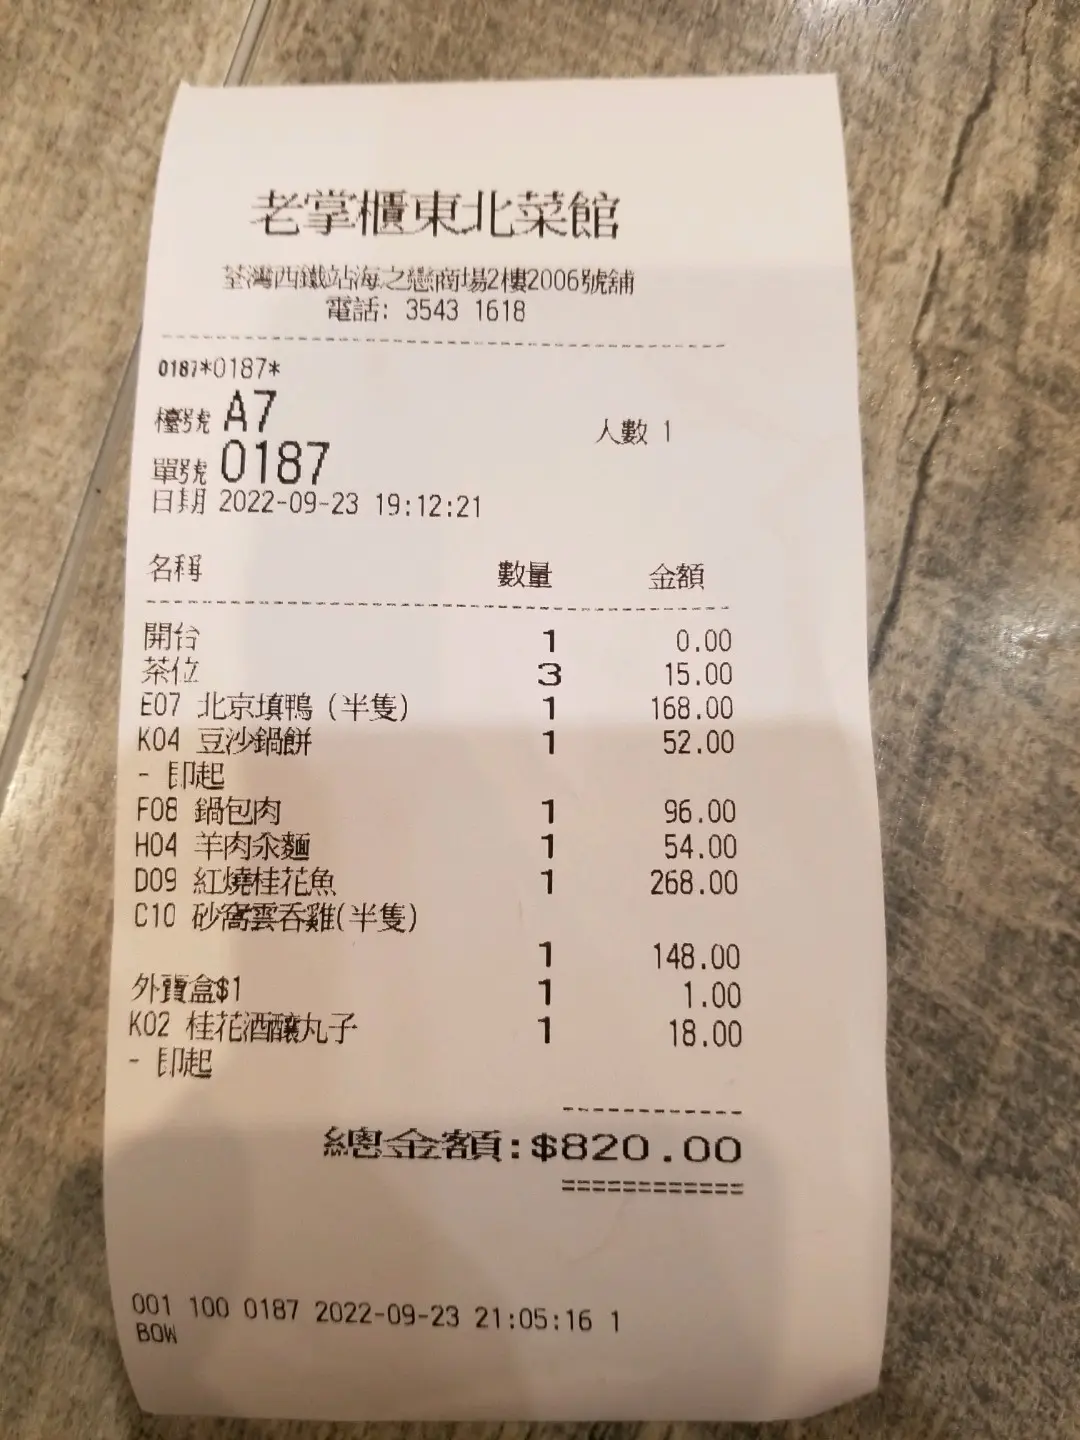 老掌櫃東北菜館
荃灣西鐵站海之戀商場2樓2006號舖
電話: 3543 1618
0187*0187*
檯號 A7 人數 1
單號 0187
日期 2022-09-23 19:12:21
名稱 數量 金額
開台 1 0.00
茶位 3 15.00
E07 北京填鴨 (半隻) 1 168.00
K04 豆沙鍋餅 1 52.00
- 即起
F08 鍋包肉 1 96.00
H04 羊肉汆麵 1 54.00
D09 紅燒桂花魚 1 268.00
C10 砂窩雲吞雞(半隻)
1 148.00
外賣盒$1 1 1.00
K02 桂花酒釀丸子 1 18.00
- 即起
總金額:$820.00
001 100 0187 2022-09-23 21:05:16 1
BOW